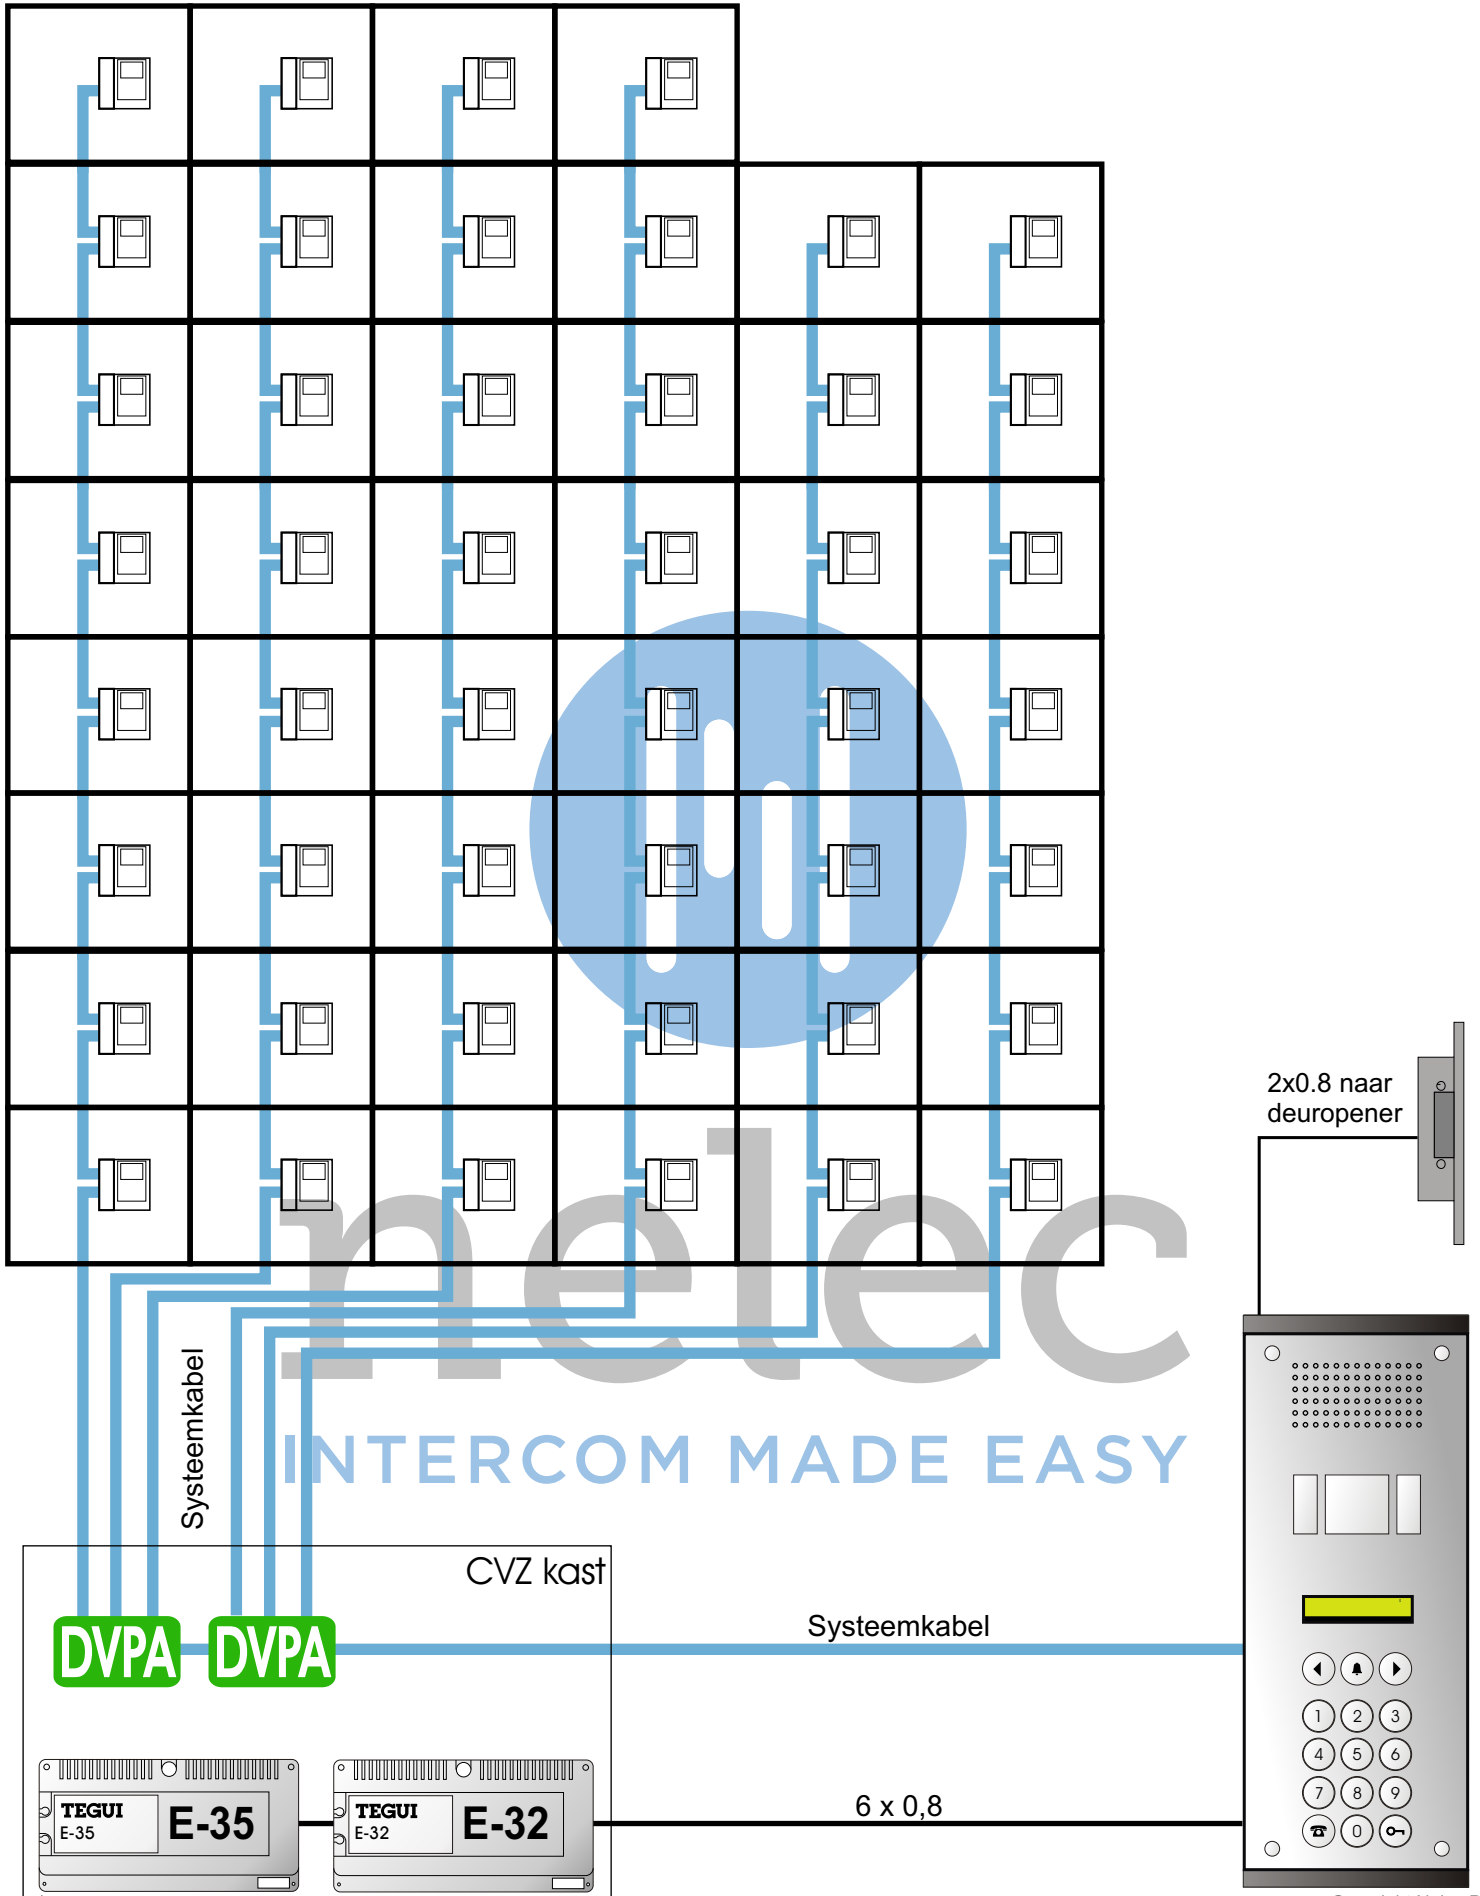 2x0.8 naar
deuropener
nelec
INTERCOM MADE EASY
Systeemkabel
CVZ kast
DVPA
DVPA
Systeemkabel
1 2 3
4 5 6
7 8 9
0
TEGUI
E-35
E-35
TEGUI
E-32
E-32
6 x 0,8